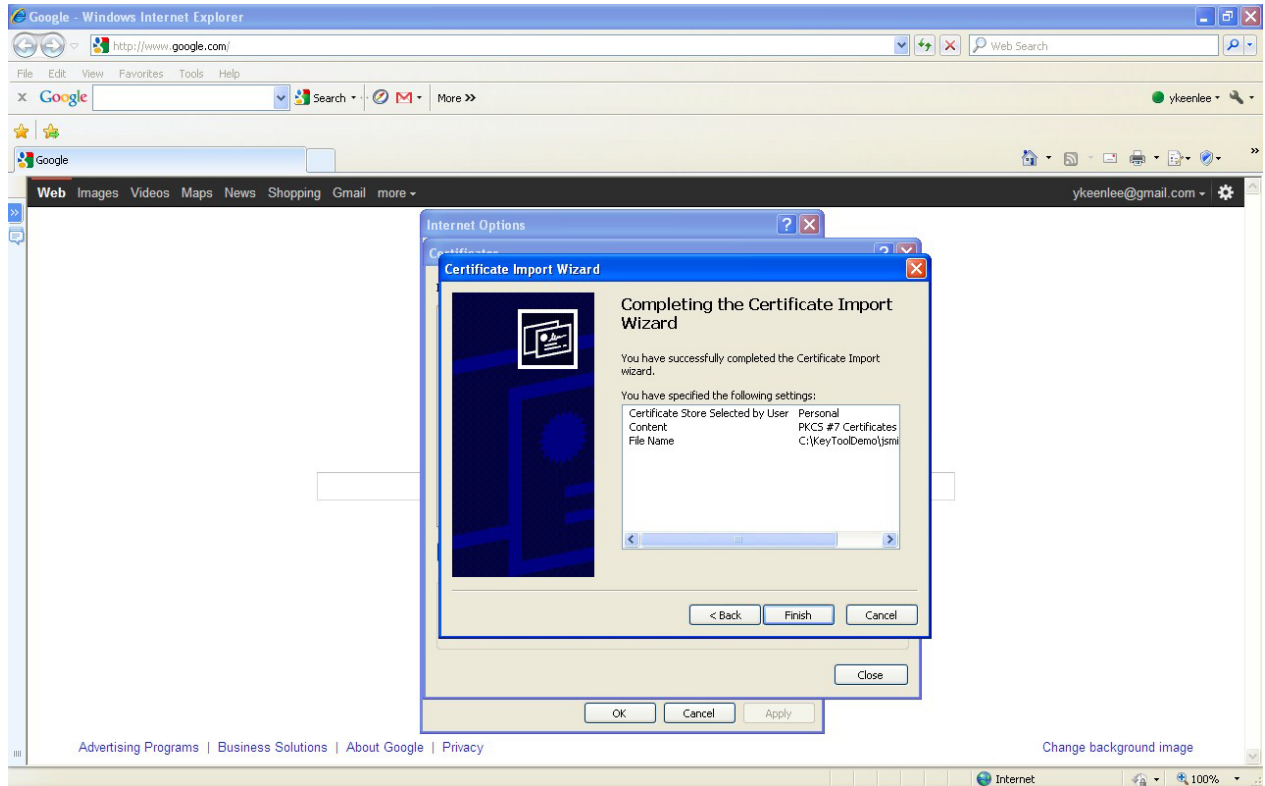 Google - Windows Internet Explorer
http://www.google.com/
Web Search
File Edit View Favorites Tools Help
x Google Search More >> ykeenlee
Google
Web Images Videos Maps News Shopping Gmail more ykeenlee@gmail.com
Internet Options
Certificates
Certificate Import Wizard
Completing the Certificate Import
Wizard
You have successfully completed the Certificate Import
wizard.
You have specified the following settings:
Certificate Store Selected by User Personal
Content PKCS #7 Certificates
File Name C:\KeyToolDemo\jsmi
< Back Finish Cancel
Close
OK Cancel Apply
Advertising Programs | Business Solutions | About Google | Privacy Change background image
Internet 100%